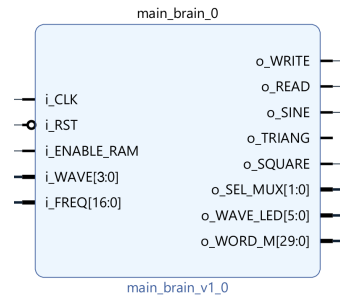 main_brain_0
i_CLK
i_RST
i_ENABLE_RAM
i_WAVE[3:0]
i_FREQ[16:0]
o_WRITE
o_READ
o_SINE
o_TRIANG
o_SQUARE
o_SEL_MUX[1:0]
o_WAVE_LED[5:0]
o_WORD_M[29:0]
main_brain_v1_0